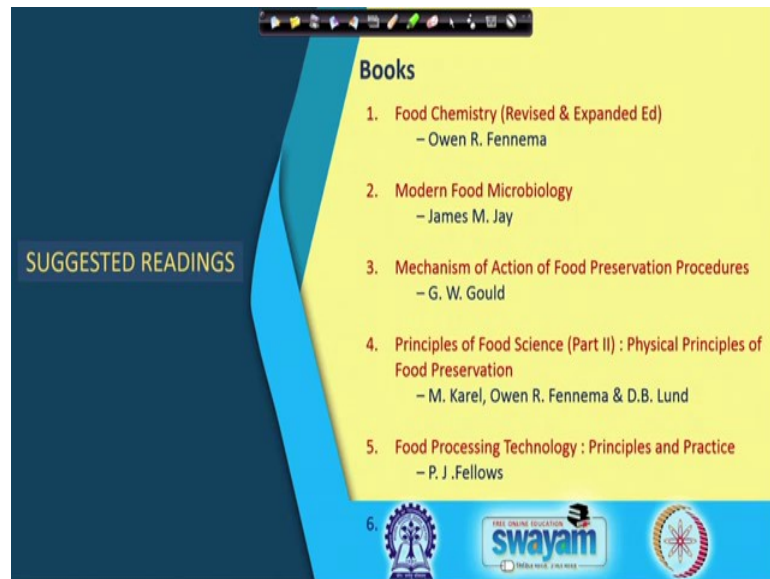 Books
1. Food Chemistry (Revised & Expanded Ed)
– Owen R. Fennema
2. Modern Food Microbiology
– James M. Jay
3. Mechanism of Action of Food Preservation Procedures
– G. W. Gould
SUGGESTED READINGS
4. Principles of Food Science (Part II) : Physical Principles of
Food Preservation
– M. Karel, Owen R. Fennema & D.B. Lund
5. Food Processing Technology : Principles and Practice
– P. J .Fellows
6.
FREE ONLINE EDUCATION
swayam